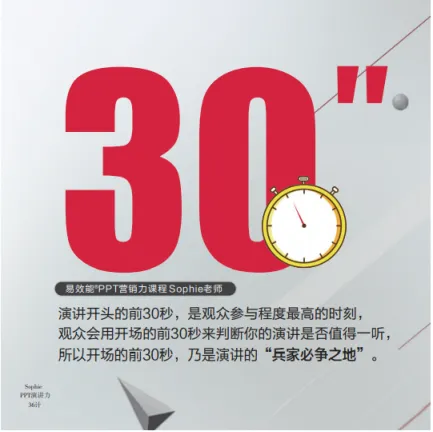 30"
易效能®PPT营销力课程Sophie老师
演讲开头的前30秒，是观众参与程度最高的时刻，
观众会用开场的前30秒来判断你的演讲是否值得一听，
所以开场的前30秒，乃是演讲的“兵家必争之地”。
Sophie
PPT演讲力
36计